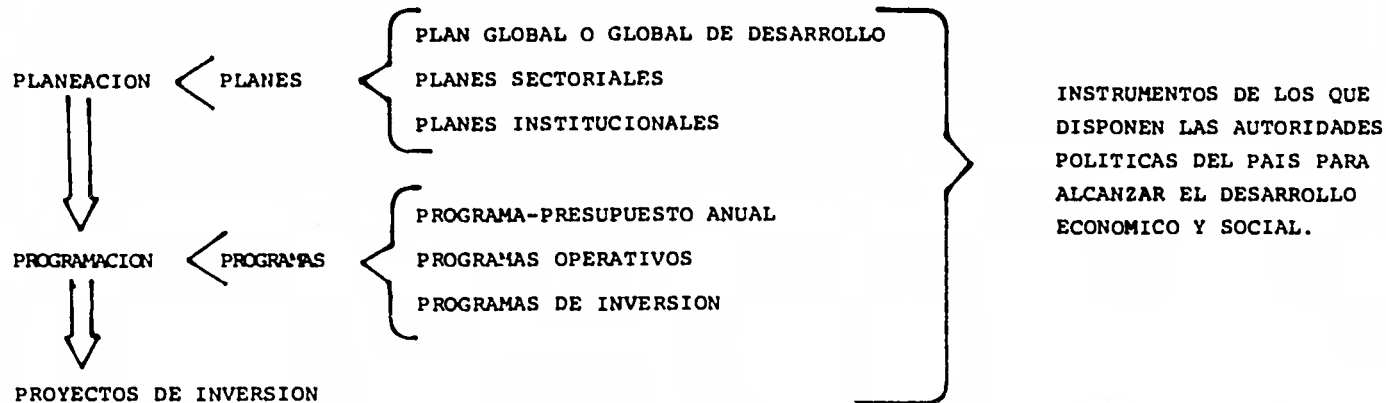 PLAN GLOBAL O GLOBAL DE DESARROLLO
PLANEACION PLANES PLANES SECTORIALES
PLANES INSTITUCIONALES
PROGRAMA-PRESUPUESTO ANUAL
PROGRAMACION PROGRAMAS PROGRAMAS OPERATIVOS
PROGRAMAS DE INVERSION
PROYECTOS DE INVERSION
INSTRUMENTOS DE LOS QUE
DISPONEN LAS AUTORIDADES
POLITICAS DEL PAIS PARA
ALCANZAR EL DESARROLLO
ECONOMICO Y SOCIAL.